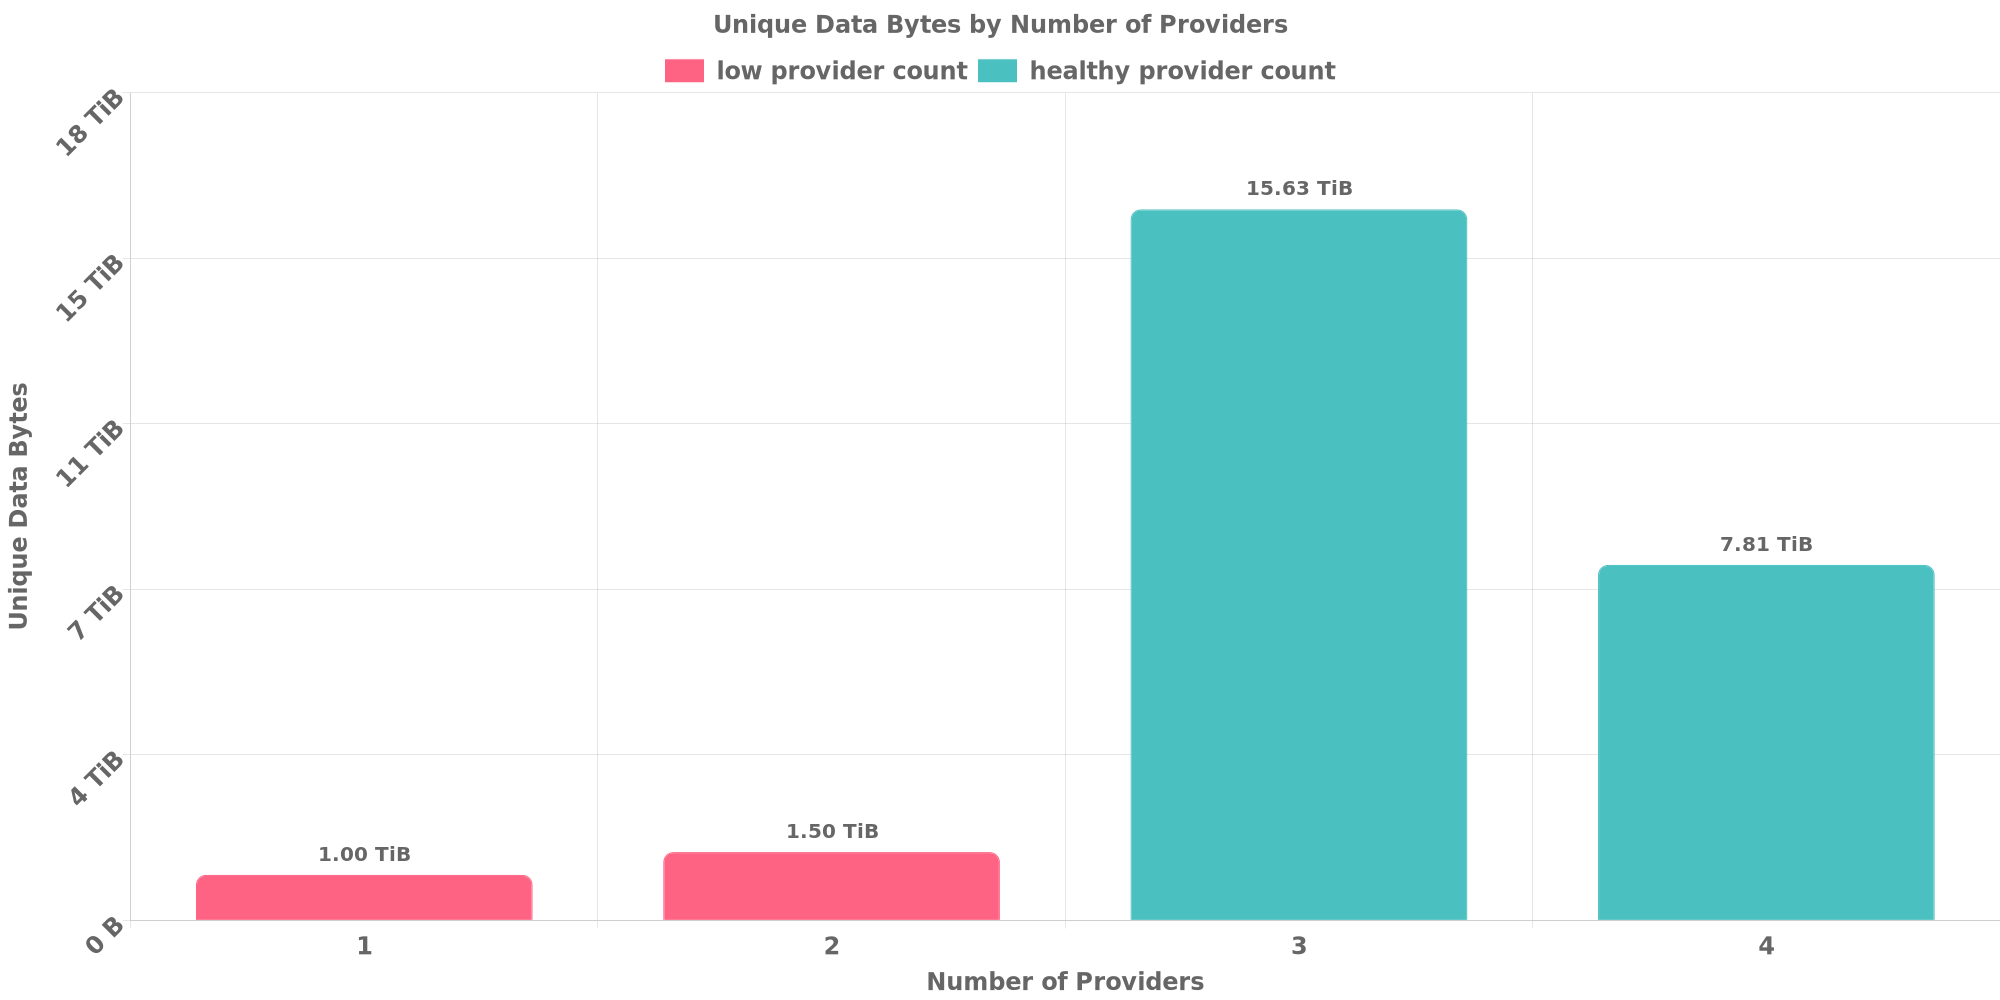 Unique Data Bytes by Number of Providers
low provider count
healthy provider count
18 TiB
15 TiB
11 TiB
7 TiB
4 TiB
0 B
Unique Data Bytes
1.00 TiB
1.50 TiB
15.63 TiB
7.81 TiB
1
2
3
4
Number of Providers